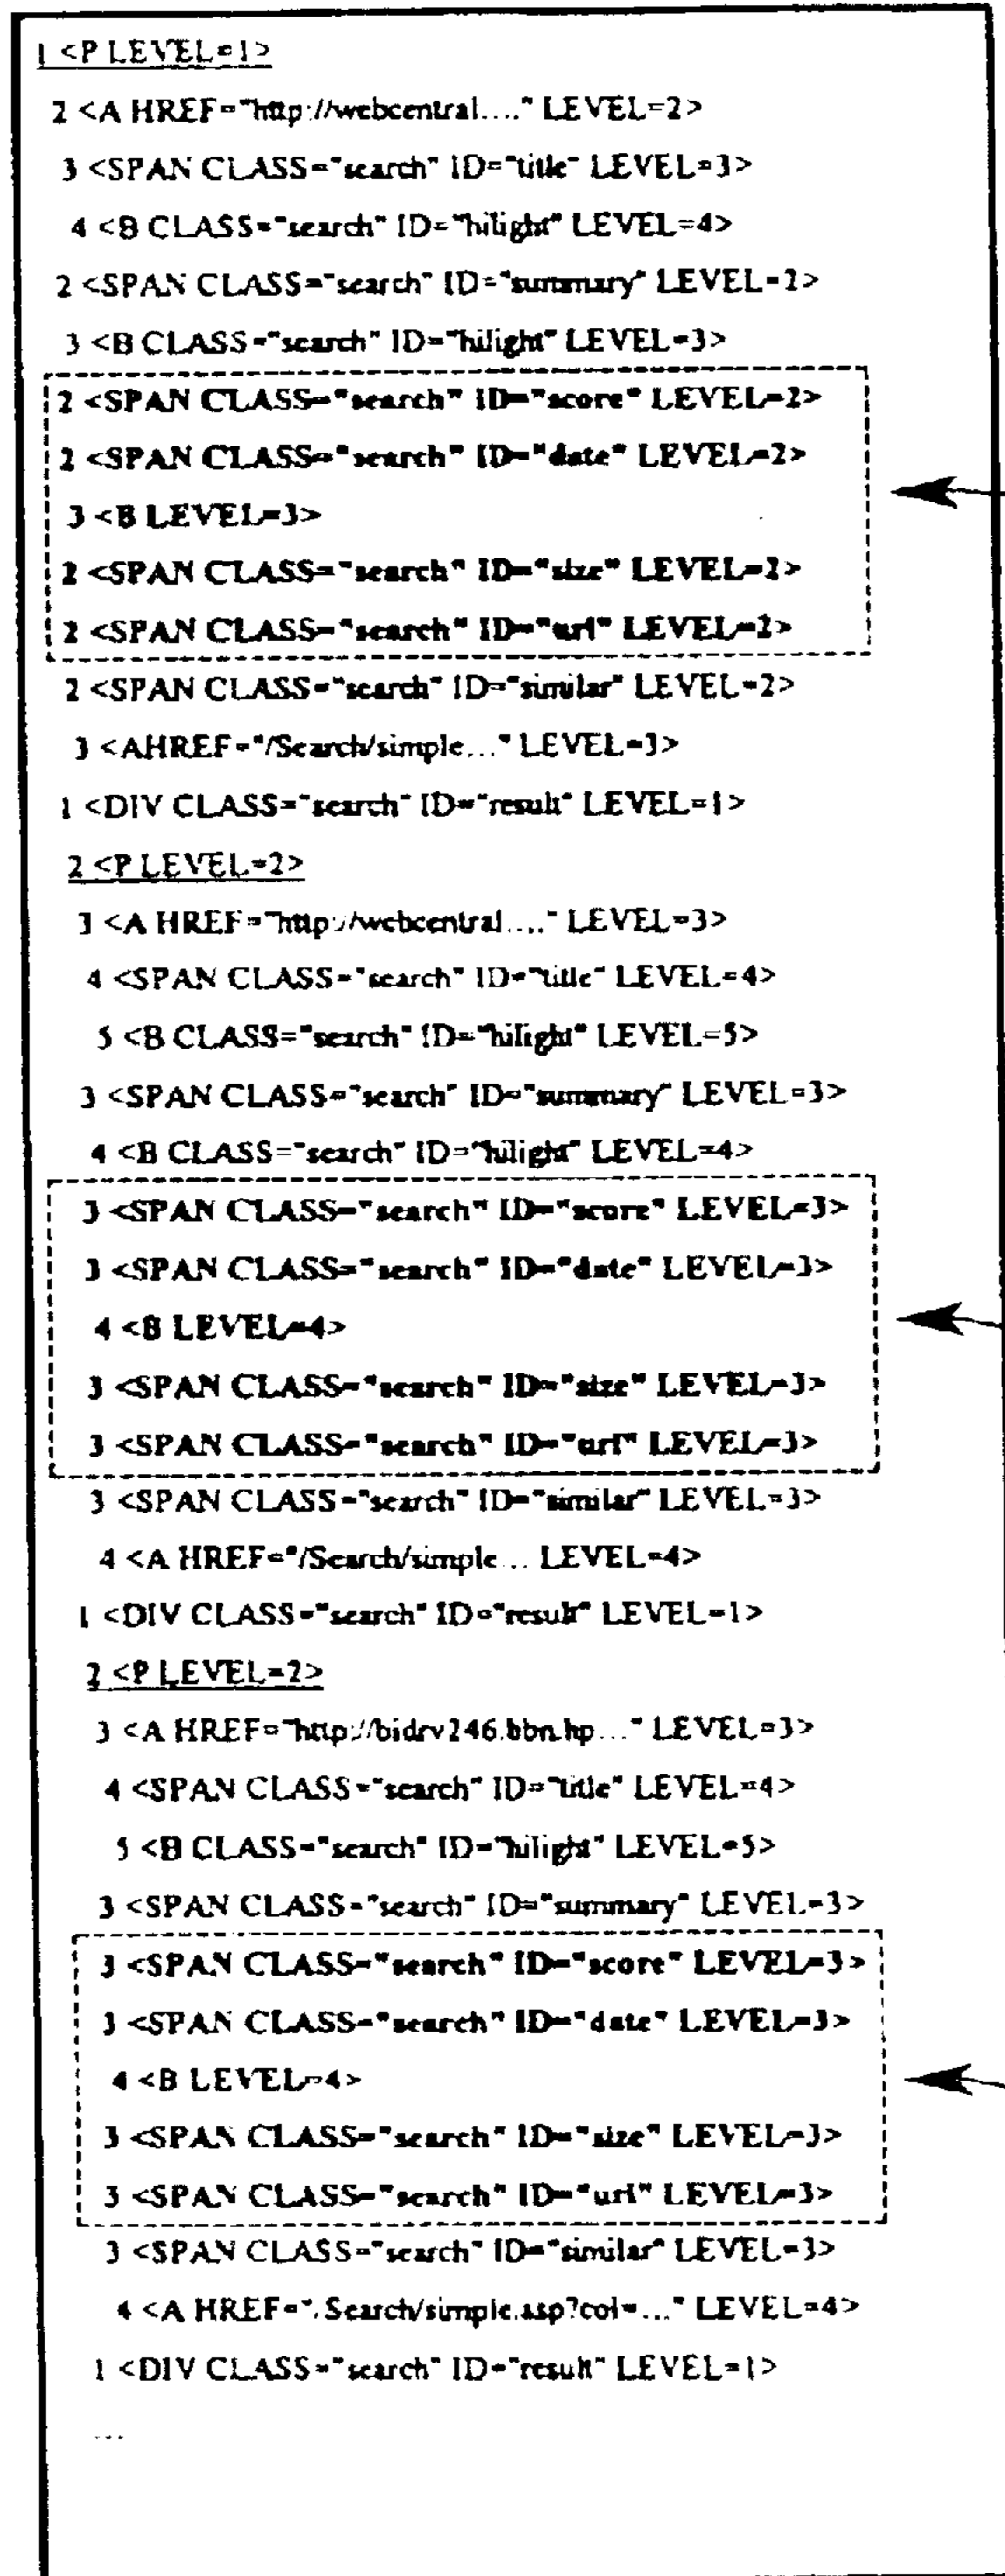 1 <P LEVEL=1>
2 <A HREF="http://webcentral...." LEVEL=2>
3 <SPAN CLASS="search" ID="title" LEVEL=3>
4 <B CLASS="search" ID="hilight" LEVEL=4>
2 <SPAN CLASS="search" ID="summary" LEVEL=2>
3 <B CLASS="search" ID="hilight" LEVEL=3>
2 <SPAN CLASS="search" ID="score" LEVEL=2>
2 <SPAN CLASS="search" ID="date" LEVEL=2>
3 <B LEVEL=3>
2 <SPAN CLASS="search" ID="size" LEVEL=2>
2 <SPAN CLASS="search" ID="url" LEVEL=2>
2 <SPAN CLASS="search" ID="similar" LEVEL=2>
3 <AHREF="/Search/simple..." LEVEL=3>
1 <DIV CLASS="search" ID="result" LEVEL=1>
2 <P LEVEL=2>
3 <A HREF="http://webcentral...." LEVEL=3>
4 <SPAN CLASS="search" ID="title" LEVEL=4>
5 <B CLASS="search" ID="hilight" LEVEL=5>
3 <SPAN CLASS="search" ID="summary" LEVEL=3>
4 <B CLASS="search" ID="hilight" LEVEL=4>
3 <SPAN CLASS="search" ID="score" LEVEL=3>
3 <SPAN CLASS="search" ID="date" LEVEL=3>
4 <B LEVEL=4>
3 <SPAN CLASS="search" ID="size" LEVEL=3>
3 <SPAN CLASS="search" ID="url" LEVEL=3>
3 <SPAN CLASS="search" ID="similar" LEVEL=3>
4 <A HREF="/Search/simple... LEVEL=4>
1 <DIV CLASS="search" ID="result" LEVEL=1>
2 <P LEVEL=2>
3 <A HREF="http://bidrv246.bbn.hp..." LEVEL=3>
4 <SPAN CLASS="search" ID="title" LEVEL=4>
5 <B CLASS="search" ID="hilight" LEVEL=5>
3 <SPAN CLASS="search" ID="summary" LEVEL=3>
3 <SPAN CLASS="search" ID="score" LEVEL=3>
3 <SPAN CLASS="search" ID="date" LEVEL=3>
4 <B LEVEL=4>
3 <SPAN CLASS="search" ID="size" LEVEL=3>
3 <SPAN CLASS="search" ID="url" LEVEL=3>
3 <SPAN CLASS="search" ID="similar" LEVEL=3>
4 <A HREF="/Search/simple.asp?col=..." LEVEL=4>
1 <DIV CLASS="search" ID="result" LEVEL=1>
...